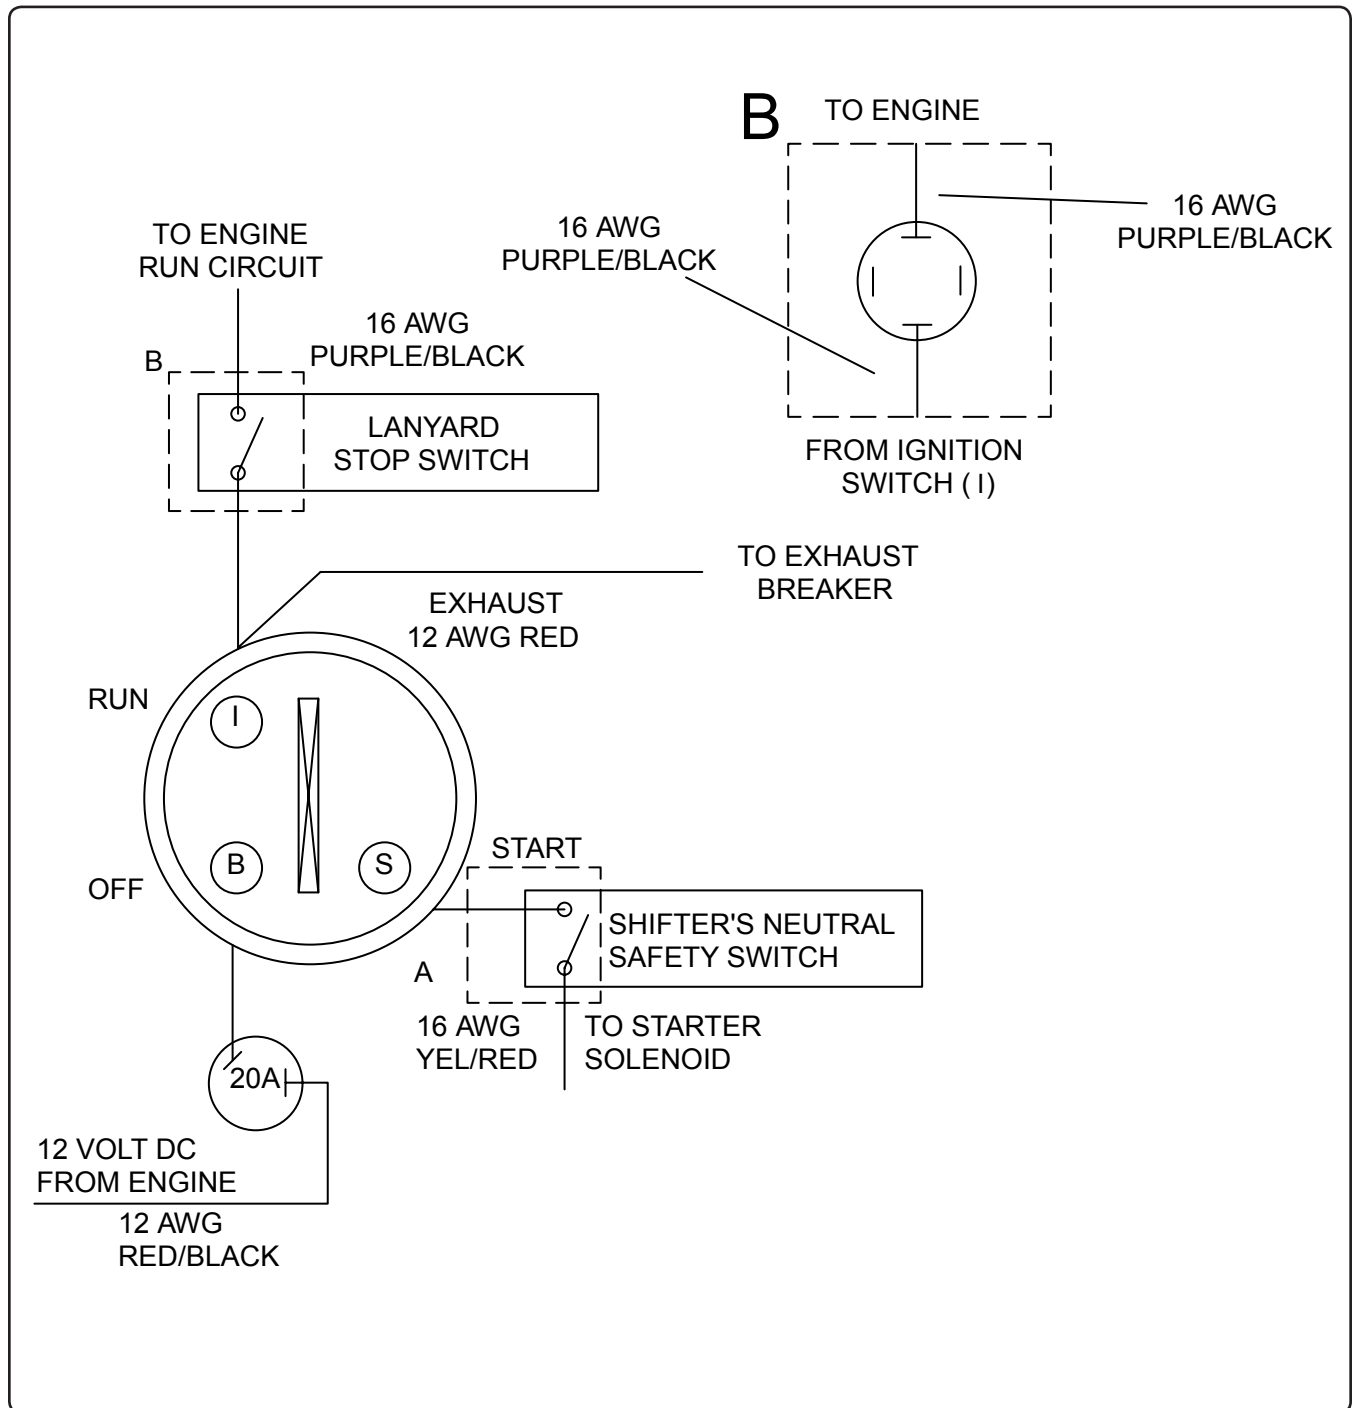 B
TO ENGINE
16 AWG
PURPLE/BLACK
16 AWG
PURPLE/BLACK
TO ENGINE
RUN CIRCUIT
16 AWG
PURPLE/BLACK
B
LANYARD
STOP SWITCH
FROM IGNITION
SWITCH ( I )
TO EXHAUST
BREAKER
EXHAUST
12 AWG RED
RUN
I
B
S
OFF
START
SHIFTER'S NEUTRAL
SAFETY SWITCH
A
16 AWG
YEL/RED
TO STARTER
SOLENOID
20A
12 VOLT DC
FROM ENGINE
12 AWG
RED/BLACK